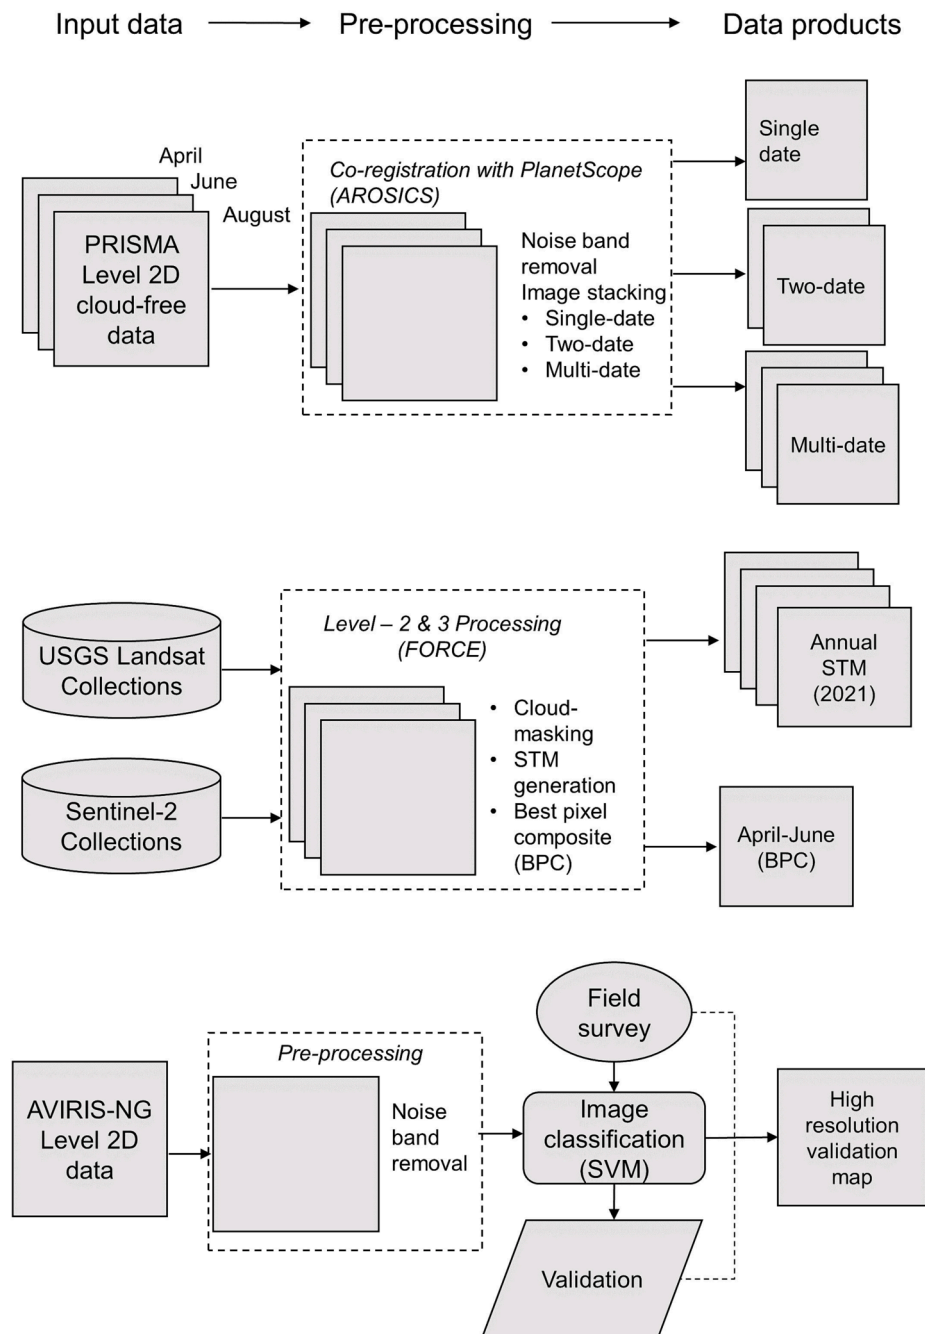 Input data
Pre-processing
Data products
April
June
August
PRISMA
Level 2D
cloud-free
data
Co-registration with PlanetScope
(AROSICS)
Noise band
removal
Image stacking
• Single-date
• Two-date
• Multi-date
Single
date
Two-date
Multi-date
USGS Landsat
Collections
Sentinel-2
Collections
Level – 2 & 3 Processing
(FORCE)
• Cloud-
masking
• STM
generation
• Best pixel
composite
(BPC)
Annual
STM
(2021)
April-June
(BPC)
AVIRIS-NG
Level 2D
data
Pre-processing
Noise
band
removal
Field
survey
Image
classification
(SVM)
Validation
High
resolution
validation
map